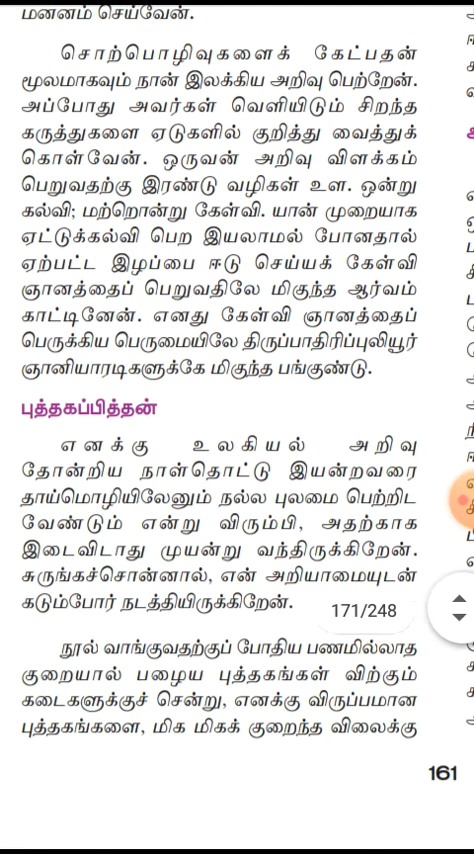 மனனம் செய்வேன்.
சொற்பொழிவுகளைக் கேட்பதன்
மூலமாகவும் நான் இலக்கிய அறிவு பெற்றேன்.
அப்போது அவர்கள் வெளியிடும் சிறந்த
கருத்துகளை ஏடுகளில் குறித்து வைத்துக்
கொள்வேன். ஒருவன் அறிவு விளக்கம்
பெறுவதற்கு இரண்டு வழிகள் உள. ஒன்று
கல்வி; மற்றொன்று கேள்வி. யான் முறையாக
ஏட்டுக்கல்வி பெற இயலாமல் போனதால்
ஏற்பட்ட இழப்பை ஈடு செய்யக் கேள்வி
ஞானத்தைப் பெறுவதிலே மிகுந்த ஆர்வம்
காட்டினேன். எனது கேள்வி ஞானத்தைப்
பெருக்கிய பெருமையிலே திருப்பாதிரிப்புலியூர்
ஞானியாரடிகளுக்கே மிகுந்த பங்குண்டு.
புத்தகப்பித்தன்
எனக்கு உலகியல் அறிவு
தோன்றிய நாள்தொட்டு இயன்றவரை
தாய்மொழியிலேனும் நல்ல புலமை பெற்றிட
வேண்டும் என்று விரும்பி, அதற்காக
இடைவிடாது முயன்று வந்திருக்கிறேன்.
சுருங்கச்சொன்னால், என் அறியாமையுடன்
கடும்போர் நடத்தியிருக்கிறேன்.
171/248
நூல் வாங்குவதற்குப் போதிய பணமில்லாத
குறையால் பழைய புத்தகங்கள் விற்கும்
கடைகளுக்குச் சென்று, எனக்கு விருப்பமான
புத்தகங்களை, மிக மிகக் குறைந்த விலைக்கு
161